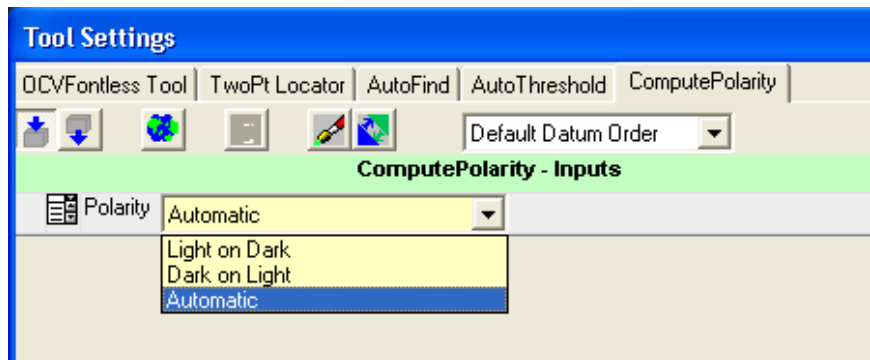 Tool Settings
OCVFontless Tool TwoPt Locator AutoFind AutoThreshold ComputePolarity
Default Datum Order
ComputePolarity - Inputs
Polarity Automatic
Light on Dark
Dark on Light
Automatic